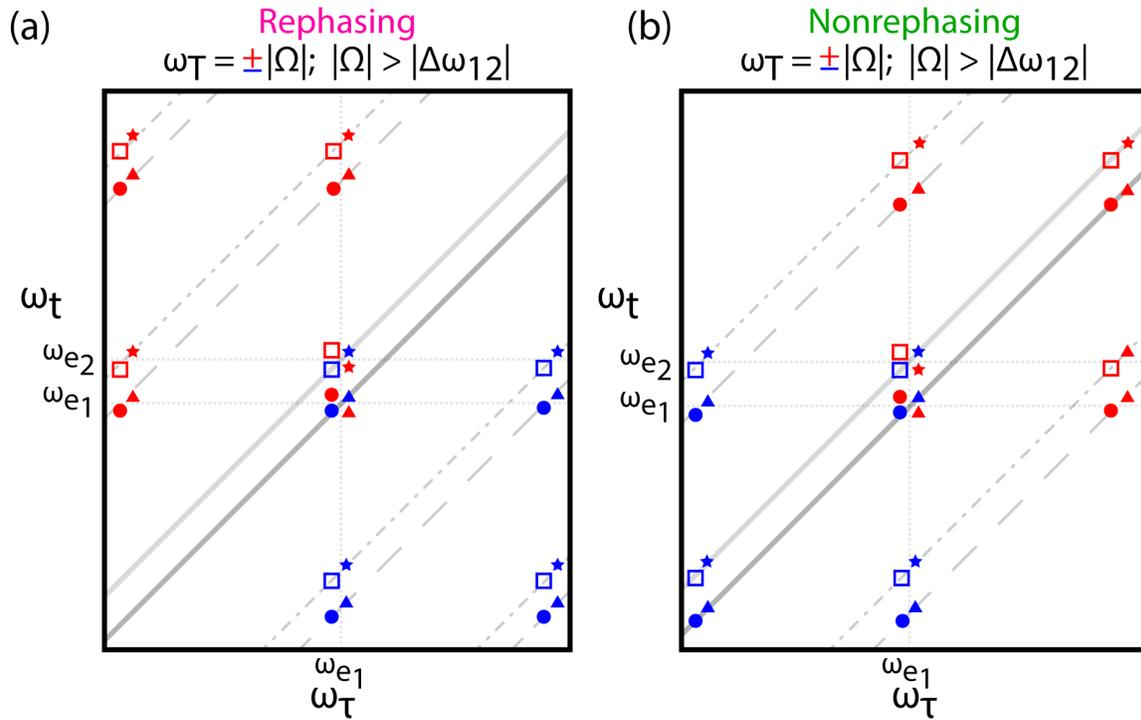 (a)
Rephasing
ωT = ±|Ω|; |Ω| > |Δω12|
ωt
ωe2
ωe1
ωe1
ωτ
(b)
Nonrephasing
ωT = ±|Ω|; |Ω| > |Δω12|
ωt
ωe2
ωe1
ωe1
ωτ